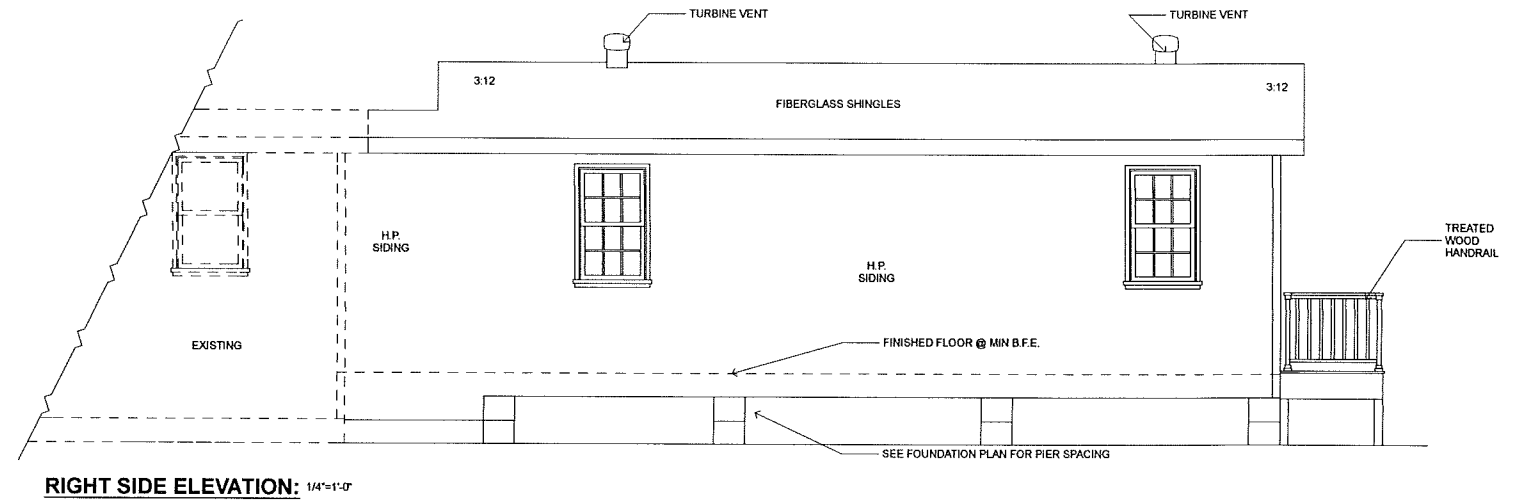 TURBINE VENT
TURBINE VENT
3:12
3:12
FIBERGLASS SHINGLES
TREATED
WOOD
HANDRAIL
H.P.
SIDING
H.P.
SIDING
EXISTING
FINISHED FLOOR @ MIN B.F.E.
SEE FOUNDATION PLAN FOR PIER SPACING
RIGHT SIDE ELEVATION: 1/4"=1'-0"